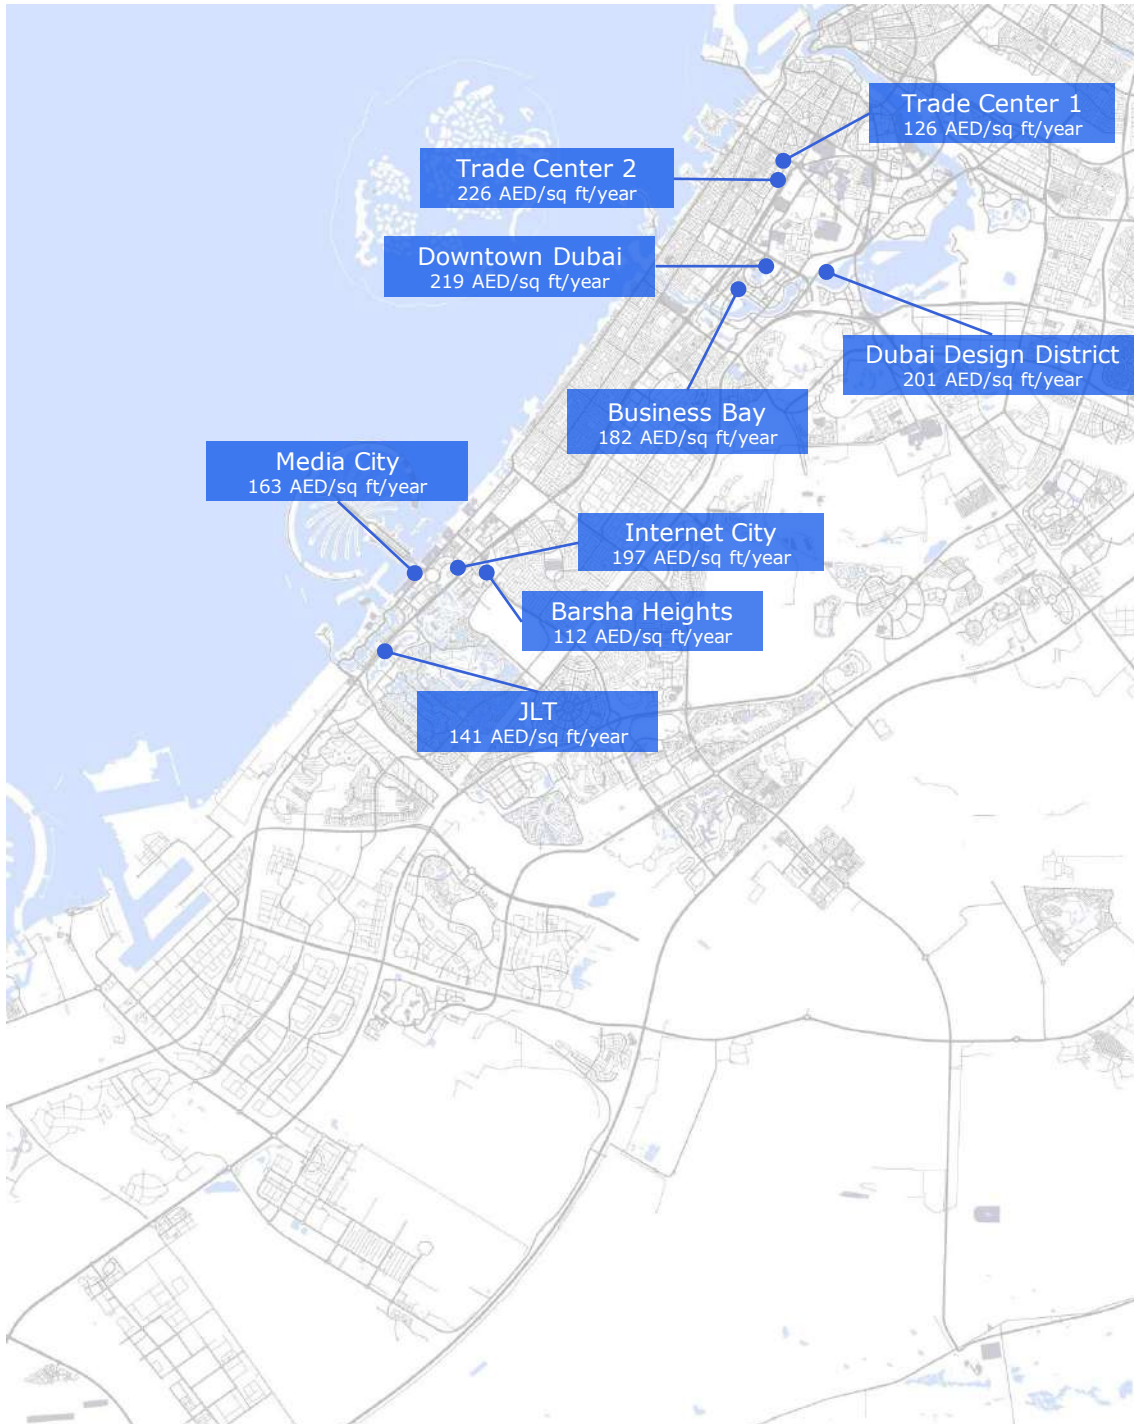 Trade Center 1
126 AED/sq ft/year
Trade Center 2
226 AED/sq ft/year
Downtown Dubai
219 AED/sq ft/year
Dubai Design District
201 AED/sq ft/year
Business Bay
182 AED/sq ft/year
Media City
163 AED/sq ft/year
Internet City
197 AED/sq ft/year
Barsha Heights
112 AED/sq ft/year
JLT
141 AED/sq ft/year